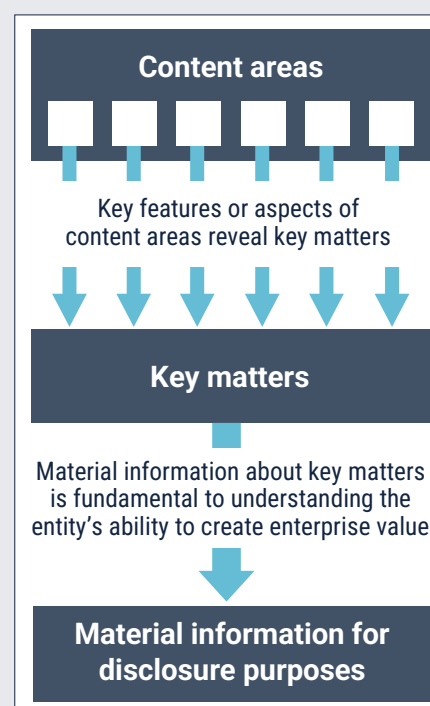 Content areas
Key features or aspects of
content areas reveal key matters
Key matters
Material information about key matters
is fundamental to understanding the
entity’s ability to create enterprise value
Material information for
disclosure purposes